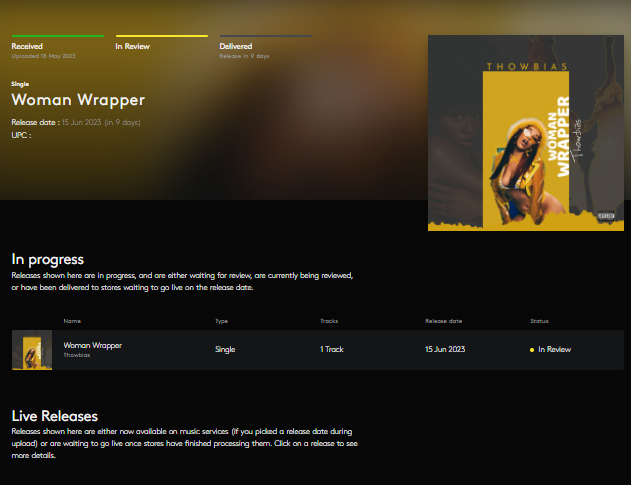 Received
In Review
Delivered
Uploaded 18 May 2023
Release in 9 days
Single
Woman Wrapper
Release date : 15 Jun 2023 (in 9 days)
UPC :
THOWBIAS
WOMAN
WRAPPER
Thowbias
In progress
Releases shown here are in progress, and are either waiting for review, are currently being reviewed,
or have been delivered to stores waiting to go live on the release date.
Name
Type
Tracks
Release date
Status
Woman Wrapper
Thowbias
Single
1 Track
15 Jun 2023
In Review
Live Releases
Releases shown here are either now available on music services (if you picked a release date during
upload) or are waiting to go live once stores have finished processing them. Click on a release to see
more details.